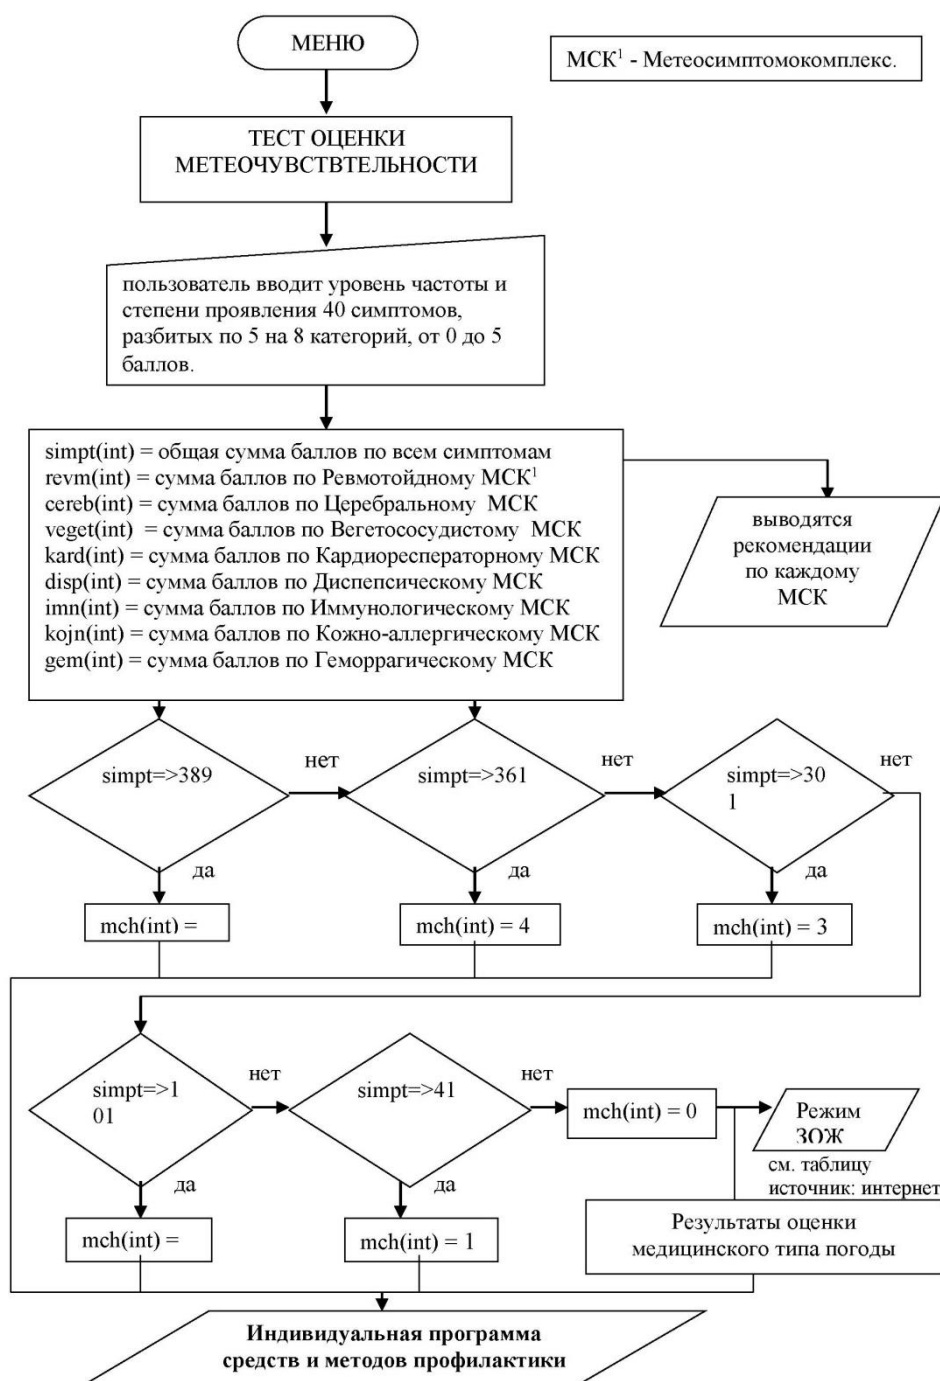 МЕНЮ
МСК¹ - Метеосимптомокомплекс.
ТЕСТ ОЦЕНКИ
МЕТЕОЧУВСТВТЕЛЬНОСТИ
пользователь вводит уровень частоты и
степени проявления 40 симптомов,
разбитых по 5 на 8 категорий, от 0 до 5
баллов.
simpt(int) = общая сумма баллов по всем симптомам
revm(int) = сумма баллов по Ревмотойдному МСК¹
cereb(int) = сумма баллов по Церебральному МСК
veget(int) = сумма баллов по Вегетососудистому МСК
kard(int) = сумма баллов по Кардиоресператорному МСК
disp(int) = сумма баллов по Диспепсическому МСК
imn(int) = сумма баллов по Иммунологическому МСК
kojn(int) = сумма баллов по Кожно-аллергическому МСК
gem(int) = сумма баллов по Геморрагическому МСК
выводятся
рекомендации
по каждому
МСК
simpt=>389
нет
simpt=>361
нет
simpt=>30
1
нет
да
да
да
mch(int) =
mch(int) = 4
mch(int) = 3
simpt=>1
01
нет
simpt=>41
нет
mch(int) = 0
Режим
ЗОЖ
см. таблицу
источник: интернет
да
да
mch(int) =
mch(int) = 1
Результаты оценки
медицинского типа погоды
Индивидуальная программа
средств и методов профилактики